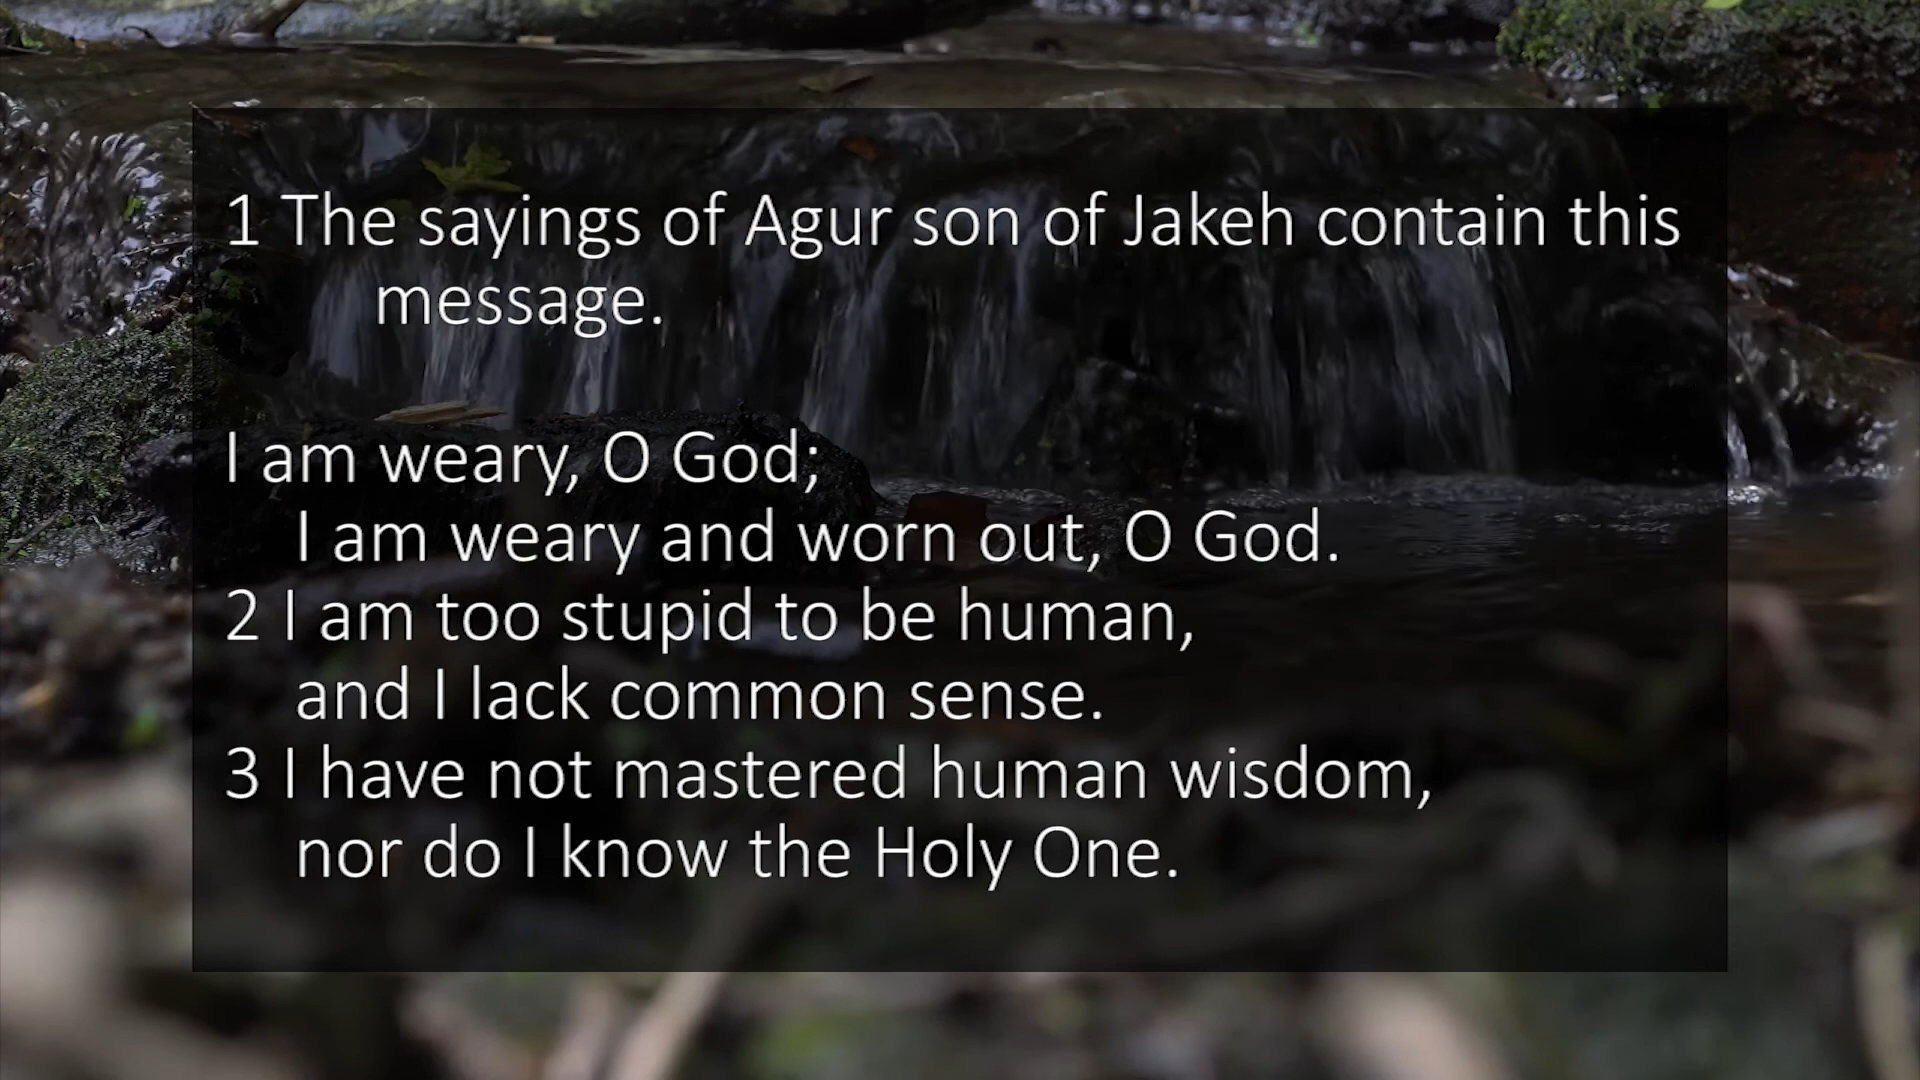 1 The sayings of Agur son of Jakeh contain this
message.
I am weary, O God;
I am weary and worn out, O God.
2 I am too stupid to be human,
and I lack common sense.
3 I have not mastered human wisdom,
nor do I know the Holy One.